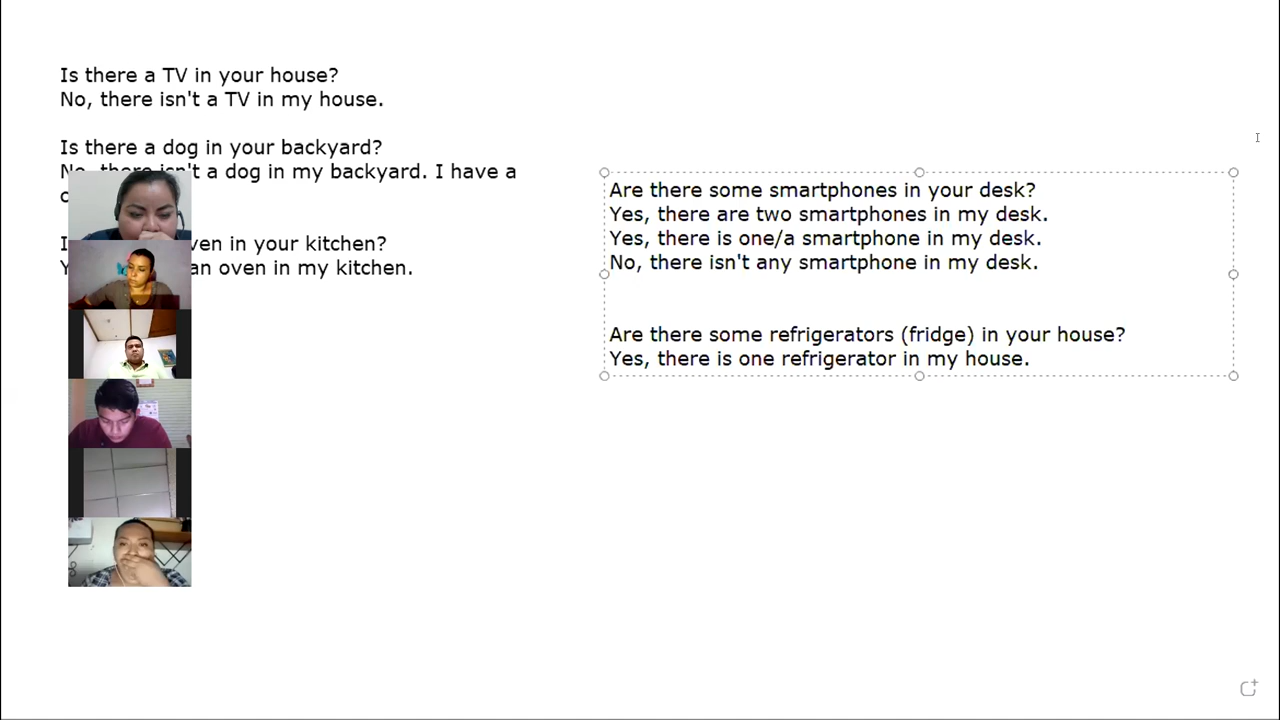 Is there a TV in your house?
No, there isn't a TV in my house.
Is there a dog in your backyard?
No, there isn't a dog in my backyard. I have a
in your kitchen?
an oven in my kitchen.
Are there some smartphones in your desk?
Yes, there are two smartphones in my desk.
Yes, there is one/a smartphone in my desk.
No, there isn't any smartphone in my desk.
Are there some refrigerators (fridge) in your house?
Yes, there is one refrigerator in my house.